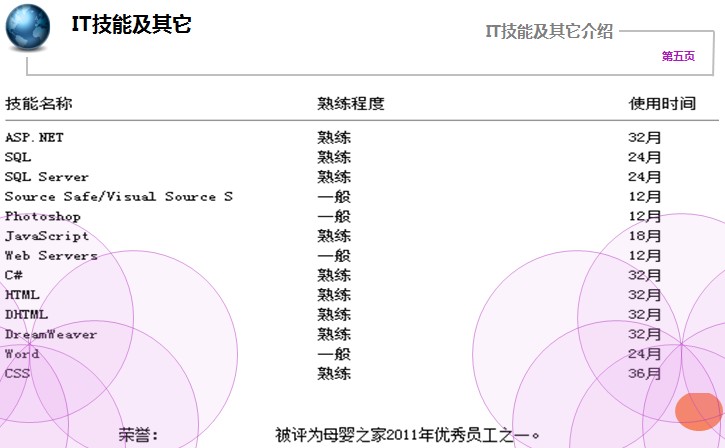 IT技能及其它
IT技能及其它介绍
第五页
技能名称 熟练程度 使用时间
ASP.NET 熟练 32月
SQL 熟练 24月
SQL Server 熟练 24月
Source Safe/Visual Source S 一般 12月
Photoshop 一般 12月
JavaScript 熟练 18月
Web Servers 一般 12月
C# 熟练 32月
HTML 熟练 32月
DHTML 熟练 32月
DreamWeaver 熟练 32月
Word 一般 24月
CSS 熟练 36月
荣誉： 被评为母婴之家2011年优秀员工之一。